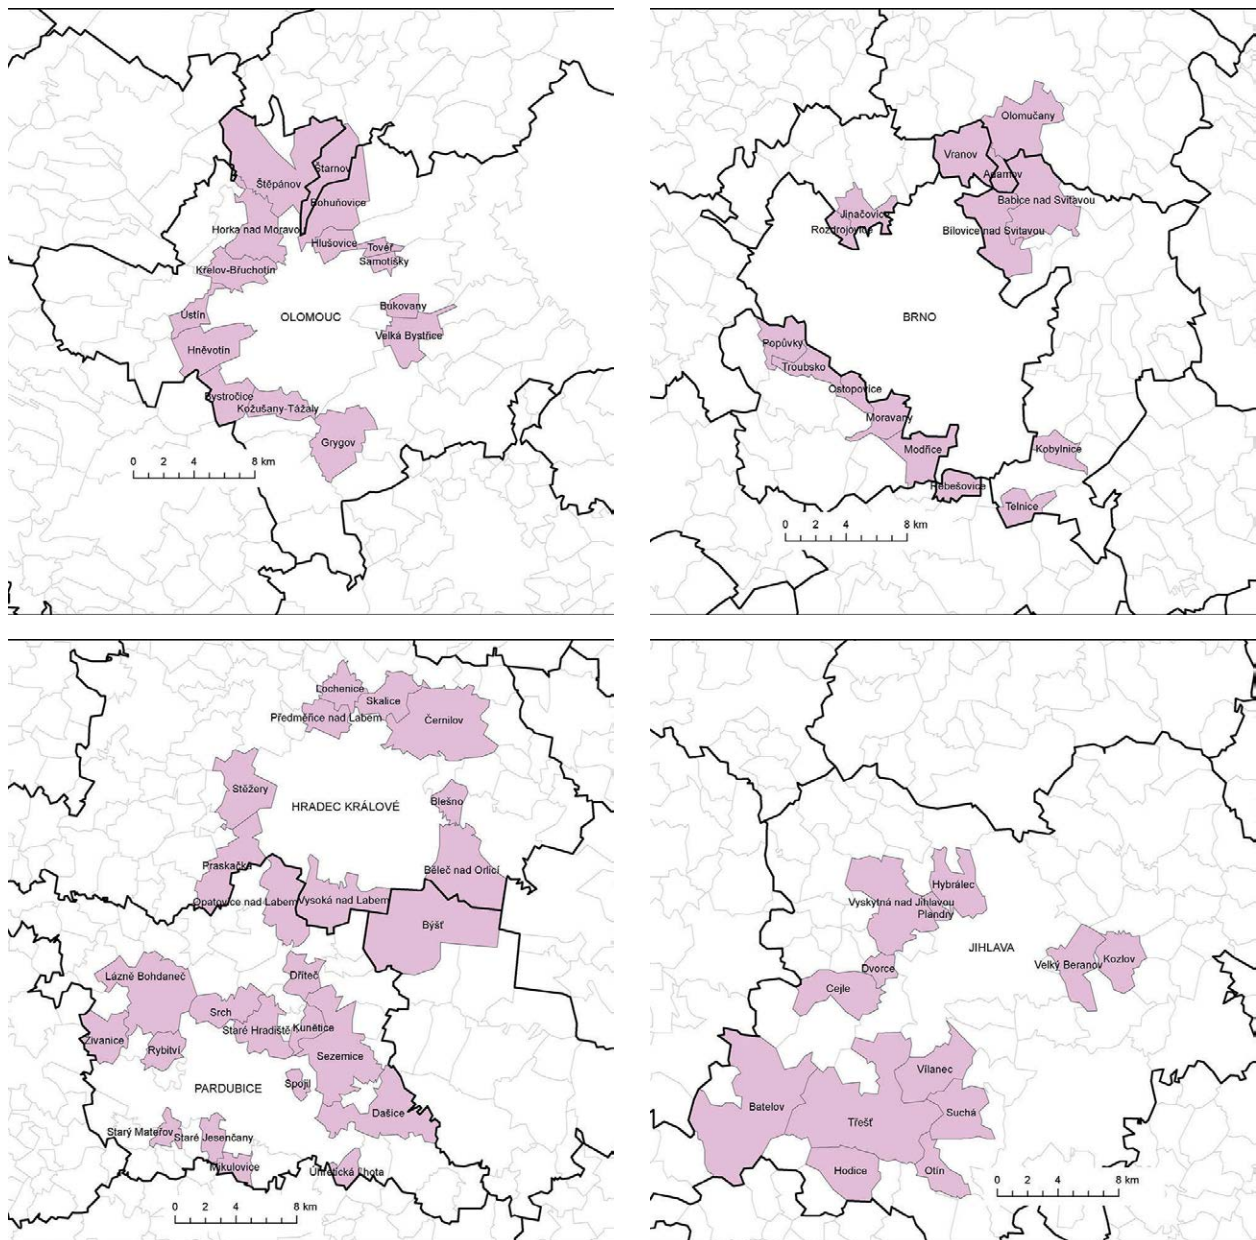 Štarnov
Štěpánov
Bohuňovice
Horka nad Moravo
Hlušovice
Tovéř
Samotišky
Křelov-Břuchotín
Bukovany
Ústín
OLOMOUC
Velká Bystřice
Hněvotín
Bystročice
Kožušany-Tážaly
Grygov
0 2 4 8 km
Olomučany
Vranov
Adamov
Babice nad Svitavou
Jinačovice
Rozdrojovice
Bílovice nad Svitavou
BRNO
Popůvky
Troubsko
Ostopovice
Moravany
Modřice
Kobylnice
Rebešovice
Telnice
0 2 4 8 km
Lochenice
Skalice
Předměřice nad Labem
Černilov
Stěžery
HRADEC KRÁLOVÉ
Blešno
Praskačka
Běleč nad Orlicí
Opatovice nad Labem
Vysoká nad Labem
Býšť
Lázně Bohdaneč
Dříteč
Srch
Staré Hradiště
Kunětice
Živanice
Rybitví
Sezemice
PARDUBICE
Spojil
Dašice
Starý Mateřov
Staré Jesenčany
Mikulovice
Úhřetická Lhota
0 2 4 8 km
Hybrálec
Vyskytná nad Jihlavou
Plandry
JIHLAVA
Dvorce
Velký Beranov
Kozlov
Cejle
Vílanec
Batelov
Třešť
Suchá
Hodice
Otín
0 2 4 8 km